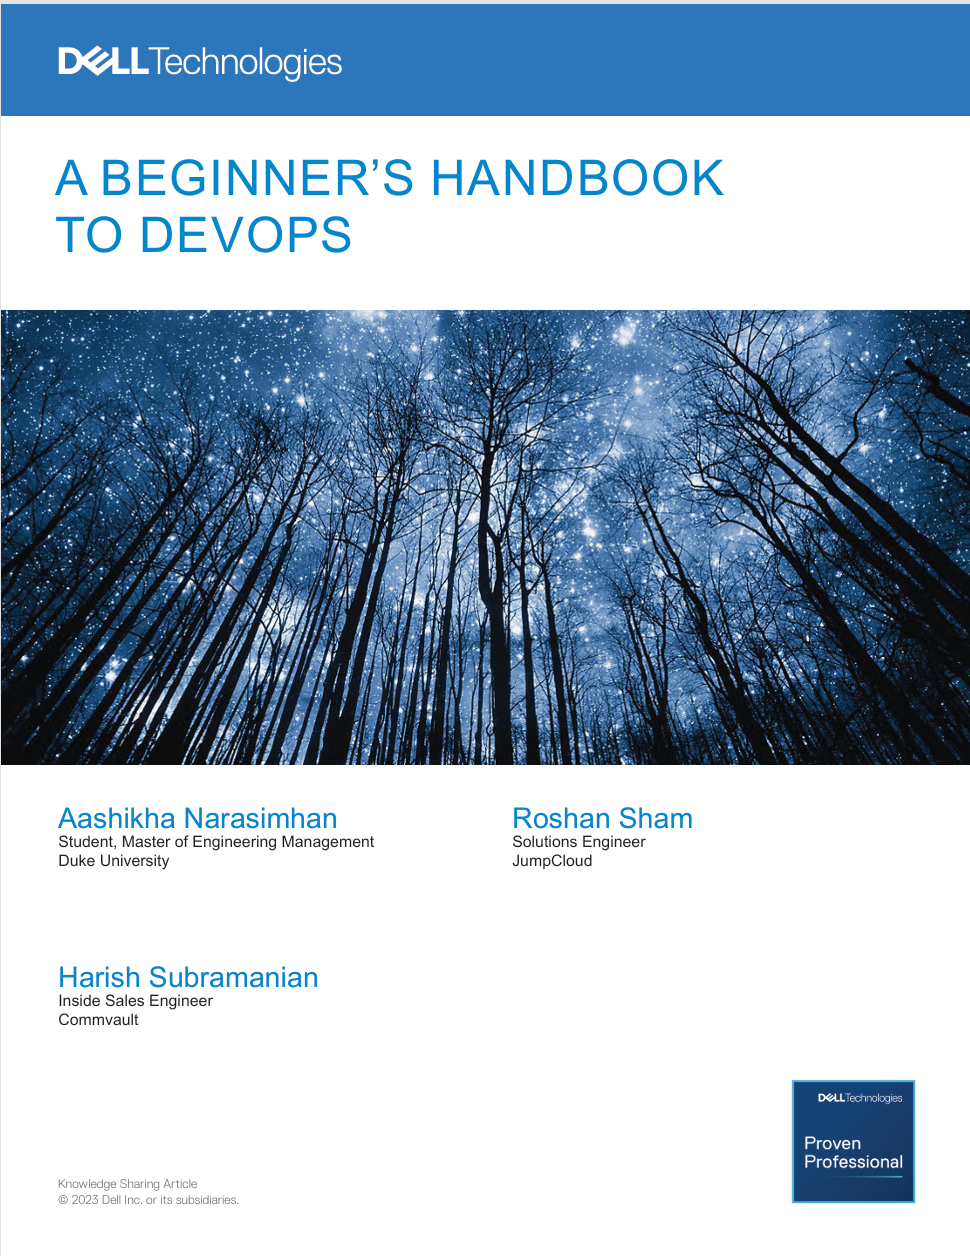 DELLTechnologies
A BEGINNER’S HANDBOOK
TO DEVOPS
Aashikha Narasimhan
Student, Master of Engineering Management
Duke University
Roshan Sham
Solutions Engineer
JumpCloud
Harish Subramanian
Inside Sales Engineer
Commvault
DELLTechnologies
Proven
Professional
Knowledge Sharing Article
© 2023 Dell Inc. or its subsidiaries.